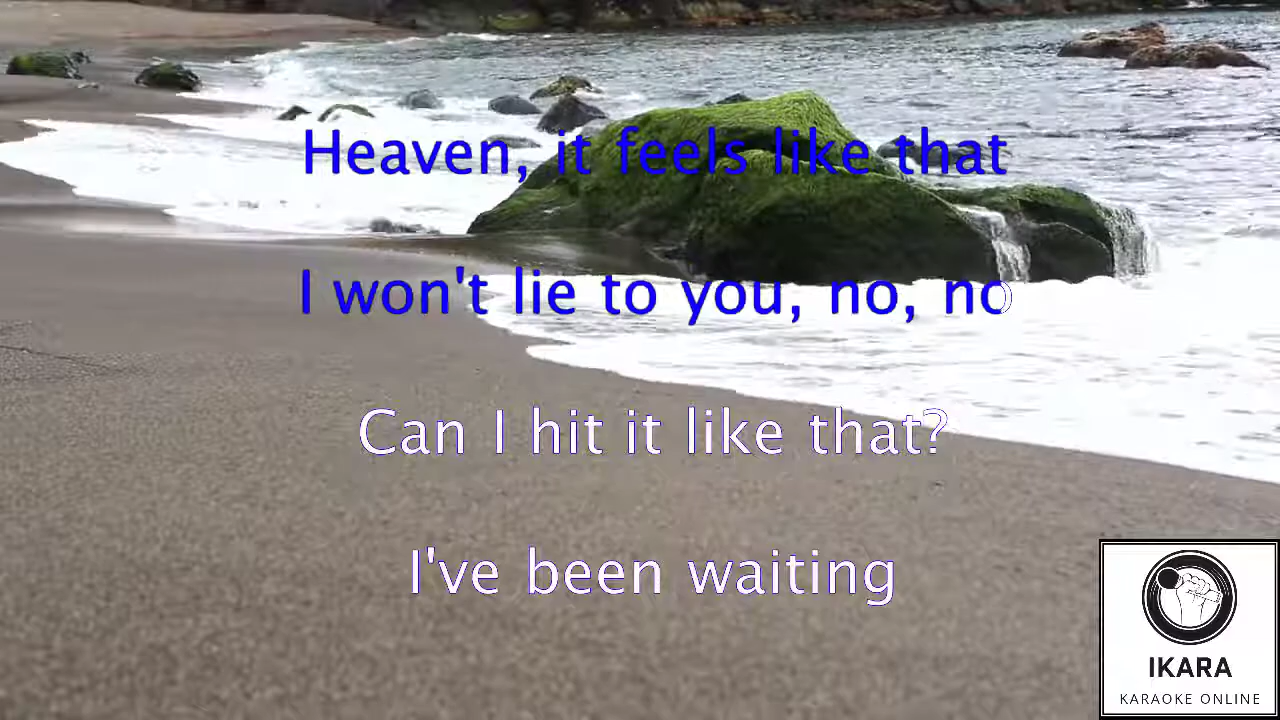 Heaven, it feels like that
I won't lie to you, no, no
Can I hit it like that?
I've been waiting
IKARA
KARAOKE ONLINE